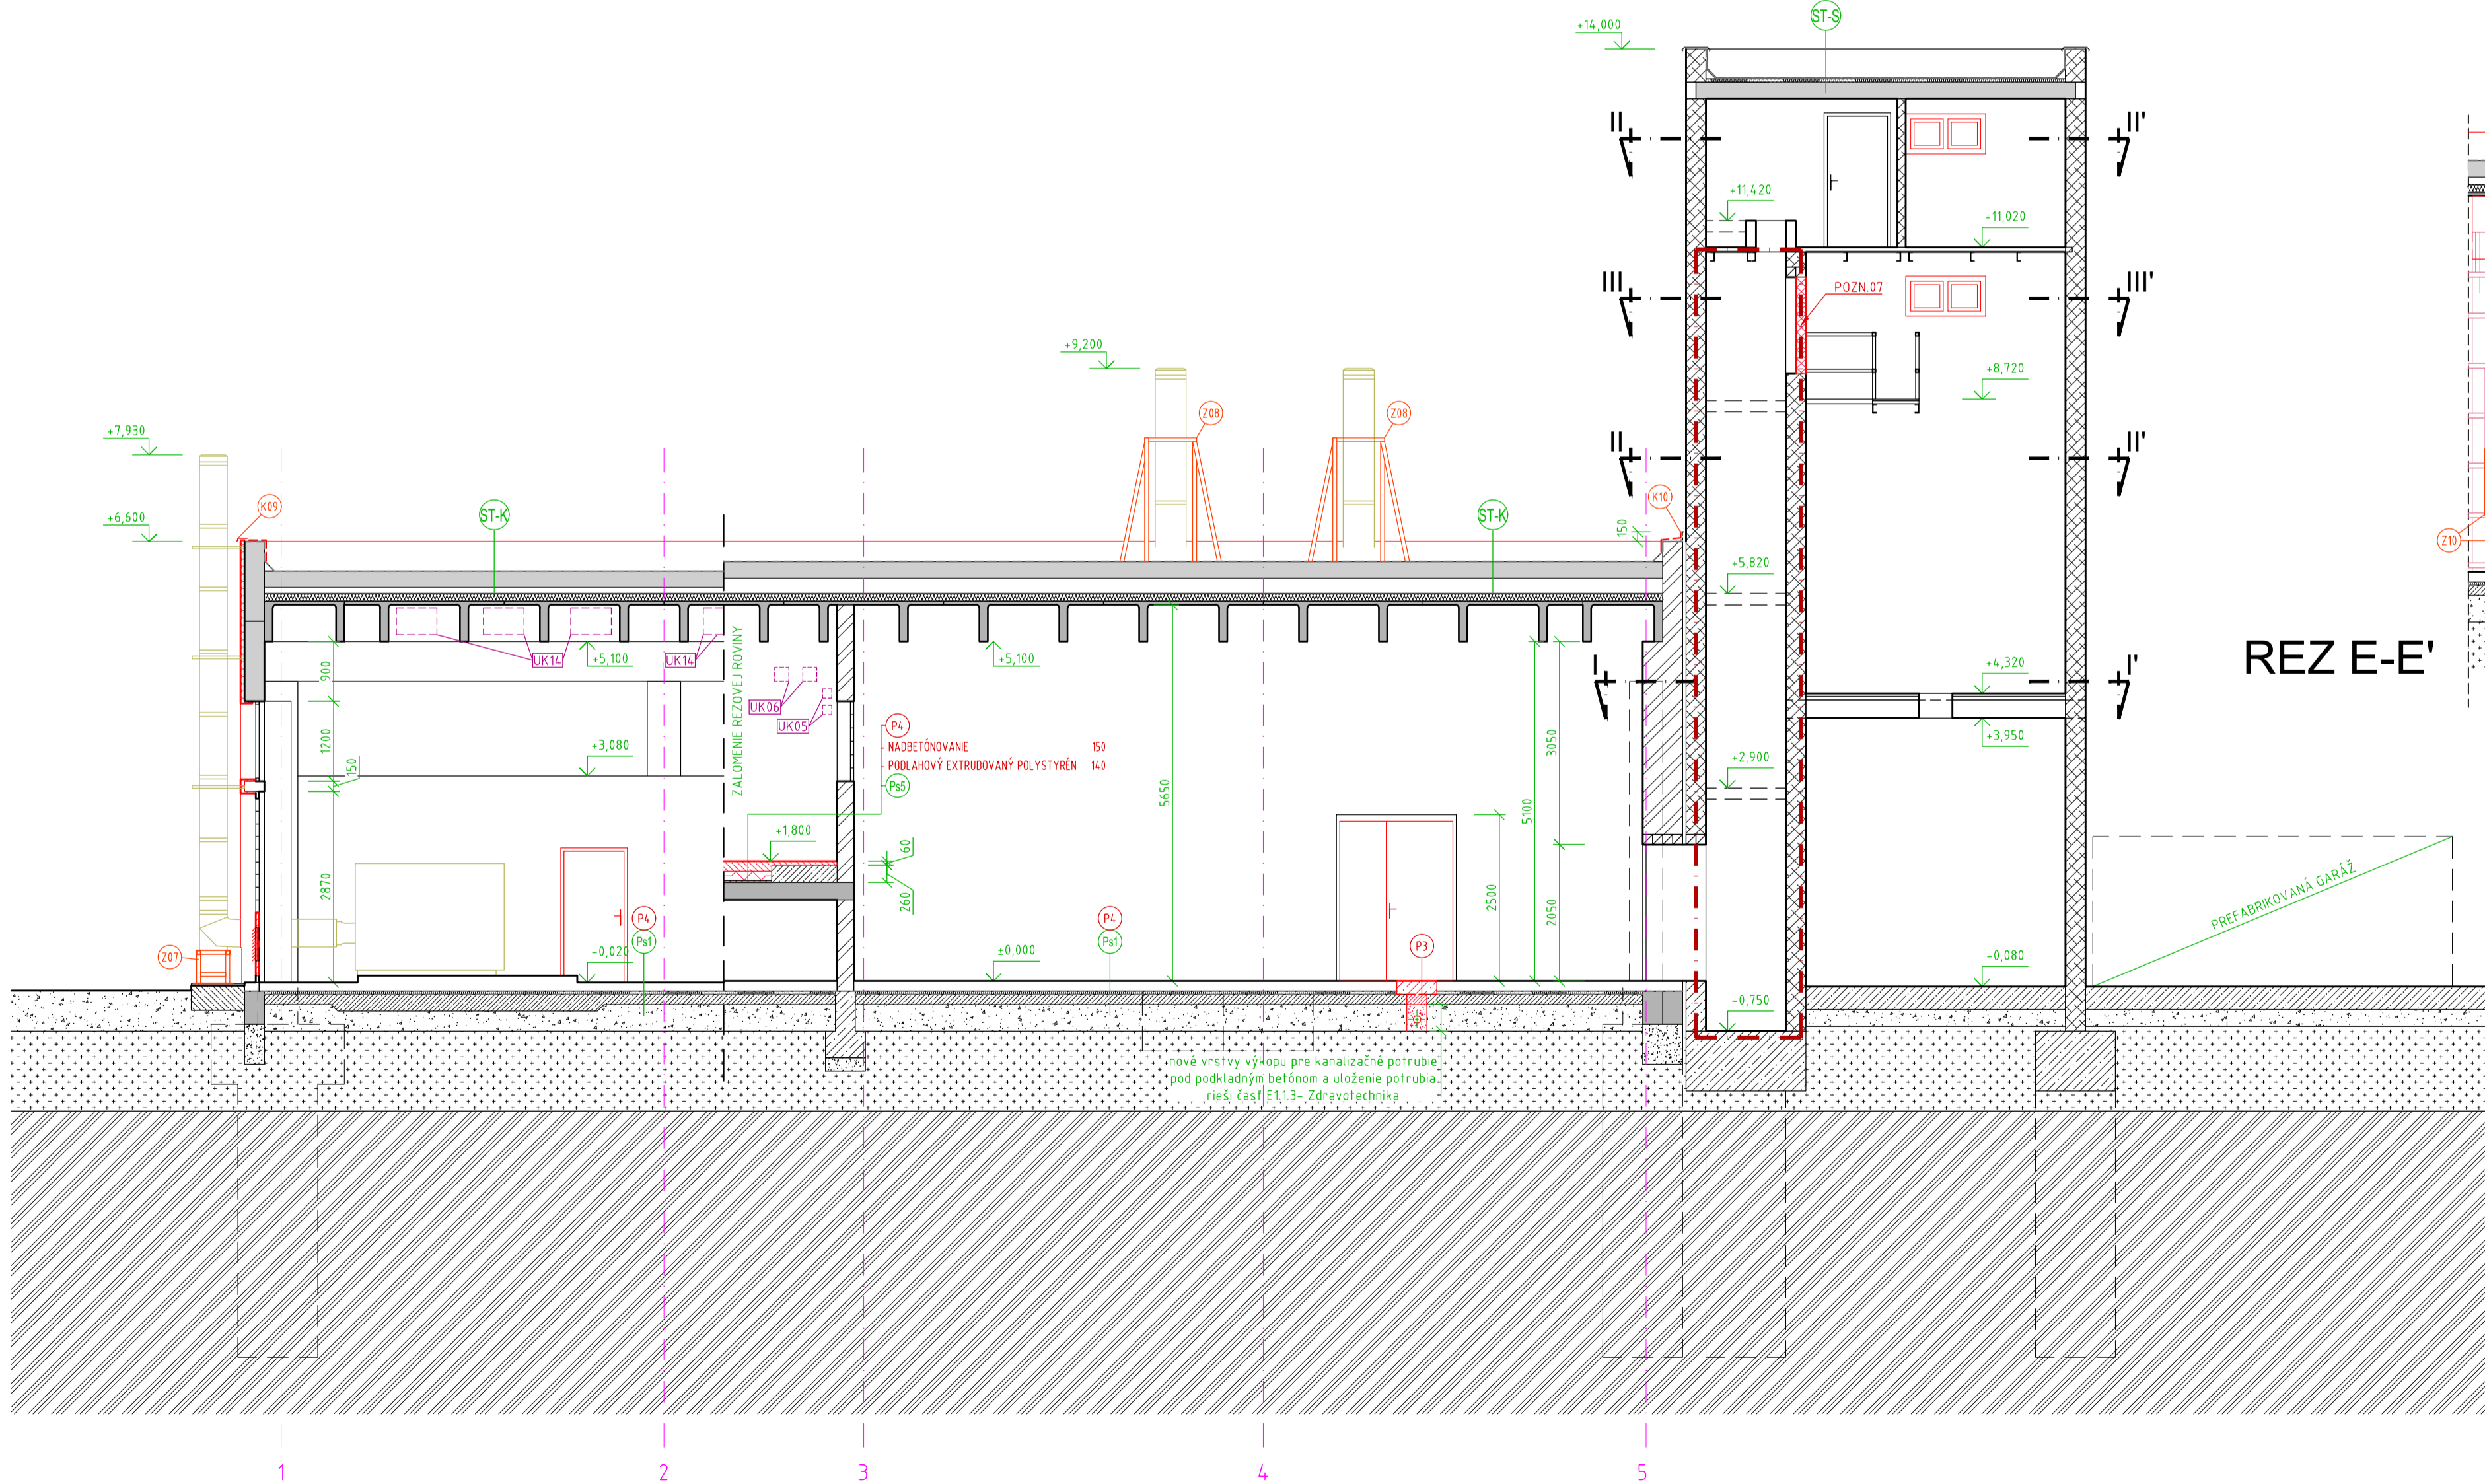 ST-S
+14,000
II
II'
+11,420
+11,020
III
III'
POZN.07
+9,200
+8,720
Z08
Z08
+7,930
II
II'
K09
ST-K
ST-K
K10
+6,600
150
Z10
+5,820
ZALOMENIE REZOVEJ ROVINY
UK14
+5,100
UK14
+5,100
900
UK06
UK05
I
I'
+4,320
REZ E-E'
P4
NADBETÓNOVANIE 150
PODLAHOVÝ EXTRUDOVANÝ POLYSTYRÉN 140
Ps5
+3,950
1200
150
+3,080
3050
+2,900
5650
5100
+1,800
60
260
2870
2500
2050
PREFABRIKOVANÁ GARÁŽ
P4
Ps1
P4
Ps1
P3
Z07
-0,020
±0,000
-0,080
-0,750
nové vrstvy výkopu pre kanalizačné potrubie
pod podkladným betónom a uloženie potrubia
rieši časť E1.1.3- Zdravotechnika
1
2
3
4
5